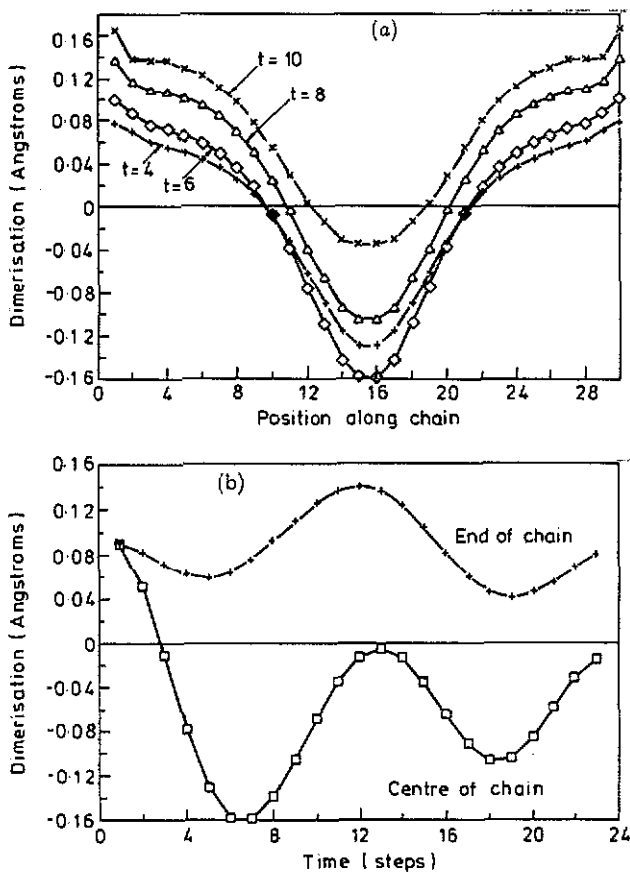 (a)
0·16
0·12
0·08
0·04
0
-0·04
-0·08
-0·12
-0·16
Dimerisation (Angstroms)
t=10
t=8
t=6
t=4
0 4 8 12 16 20 24 28
Position along chain
(b)
0·16
0·12
0·08
0·04
0
-0·04
-0·08
-0·12
-0·16
Dimerisation (Angstroms)
End of chain
Centre of chain
0 4 8 12 16 20 24
Time (steps)